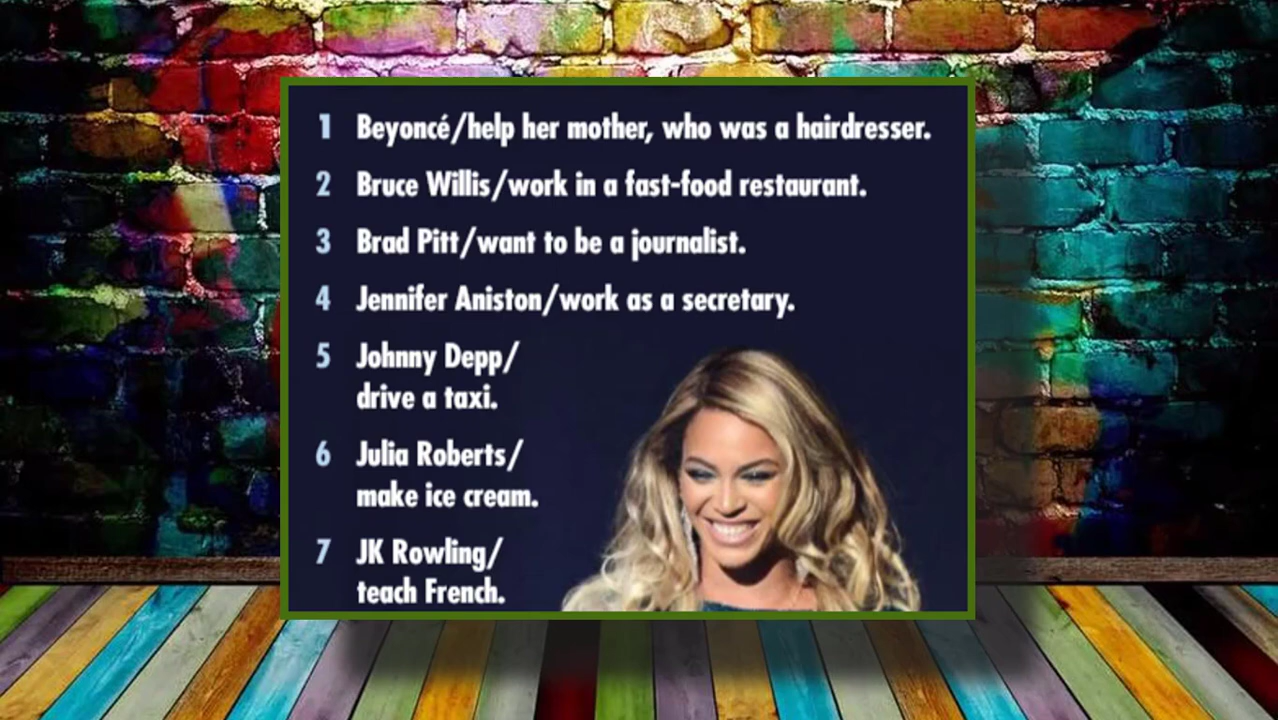 1 Beyoncé/help her mother, who was a hairdresser.
2 Bruce Willis/work in a fast-food restaurant.
3 Brad Pitt/want to be a journalist.
4 Jennifer Aniston/work as a secretary.
5 Johnny Depp/
drive a taxi.
6 Julia Roberts/
make ice cream.
7 JK Rowling/
teach French.